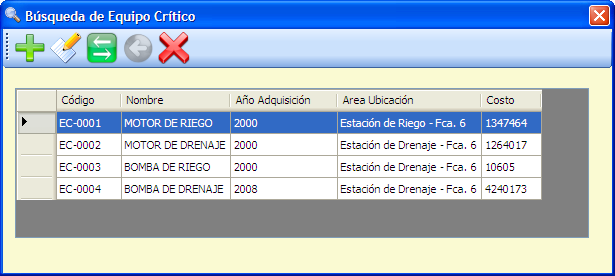 Búsqueda de Equipo Crítico
Código Nombre Año Adquisición Area Ubicación Costo
EC-0001 MOTOR DE RIEGO 2000 Estación de Riego - Fca. 6 1347464
EC-0002 MOTOR DE DRENAJE 2000 Estación de Drenaje - Fca. 6 1264017
EC-0003 BOMBA DE RIEGO 2000 Estación de Drenaje - Fca. 6 10605
EC-0004 BOMBA DE DRENAJE 2008 Estación de Drenaje - Fca. 6 4240173